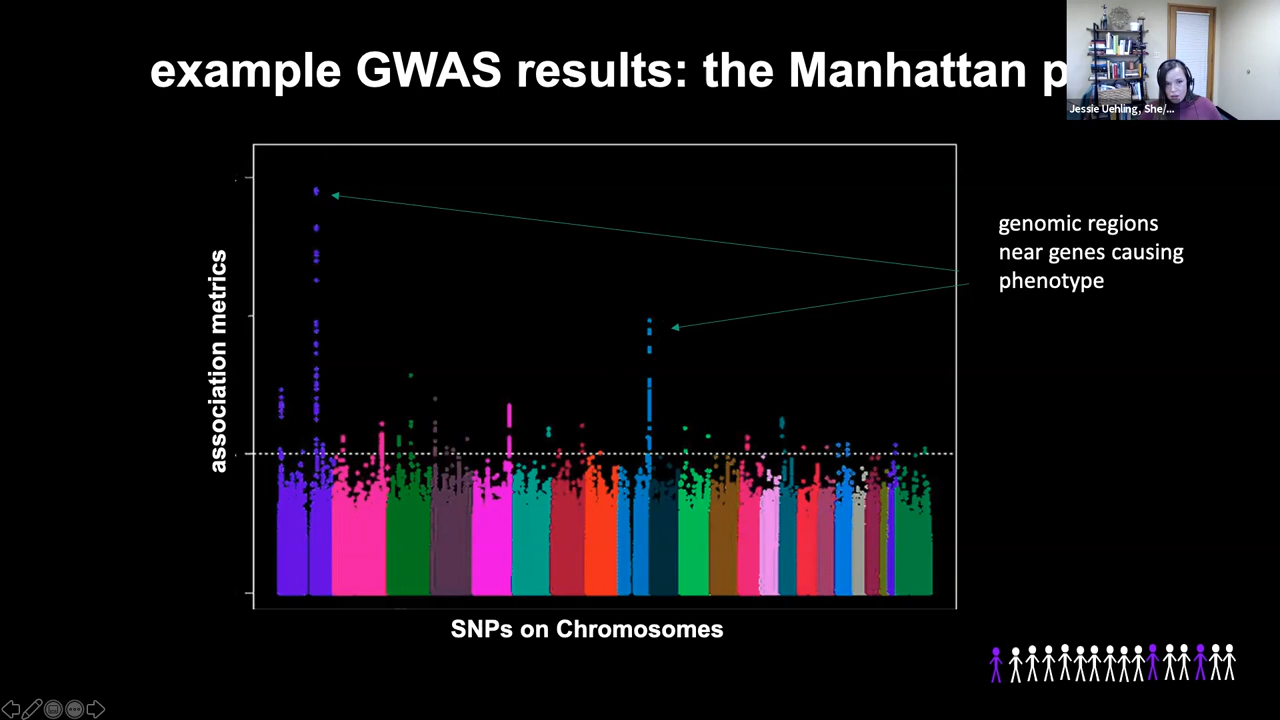 example GWAS results: the Manhattan p
Jessie Uehling, She/...
genomic regions
near genes causing
phenotype
association metrics
SNPs on Chromosomes